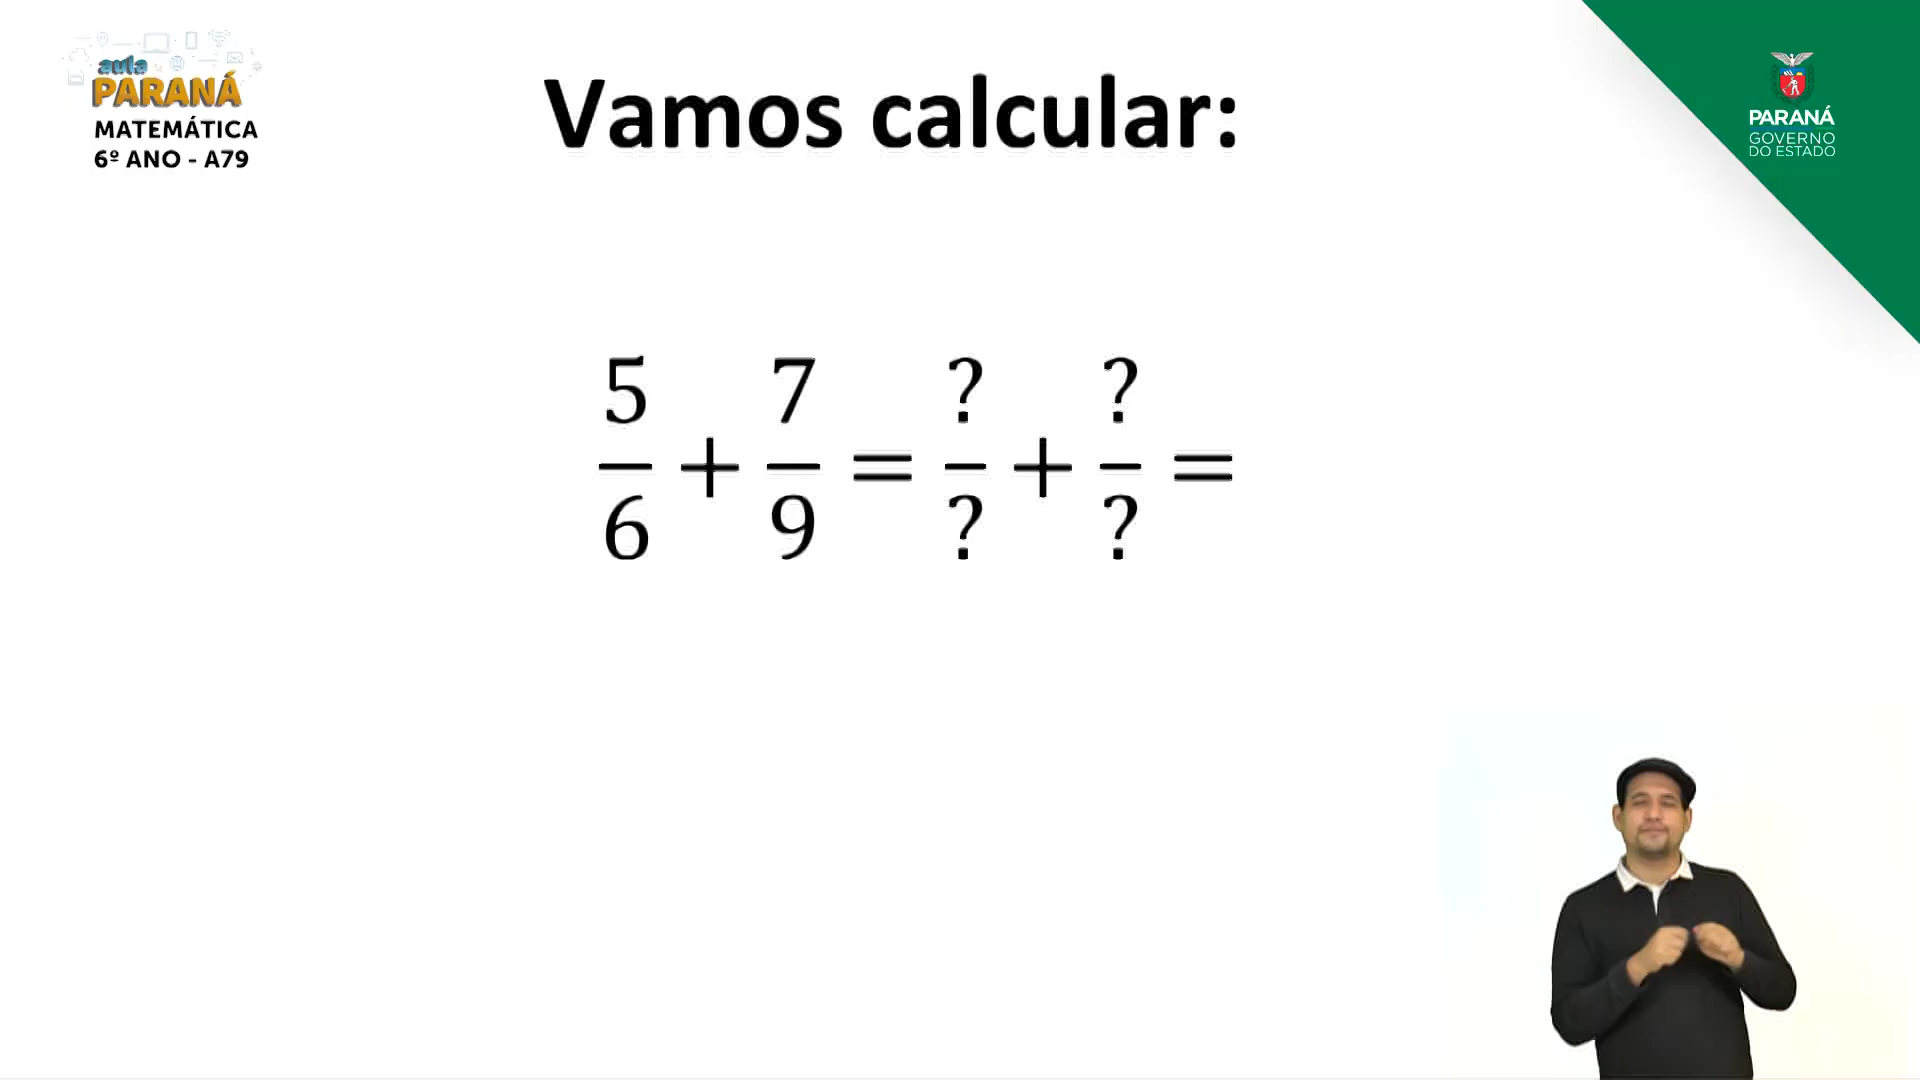 aula
PARANÁ
MATEMÁTICA
6º ANO - A79
Vamos calcular:
PARANÁ
GOVERNO
DO ESTADO
5/6 + 7/9 = ?/? + ?/? =